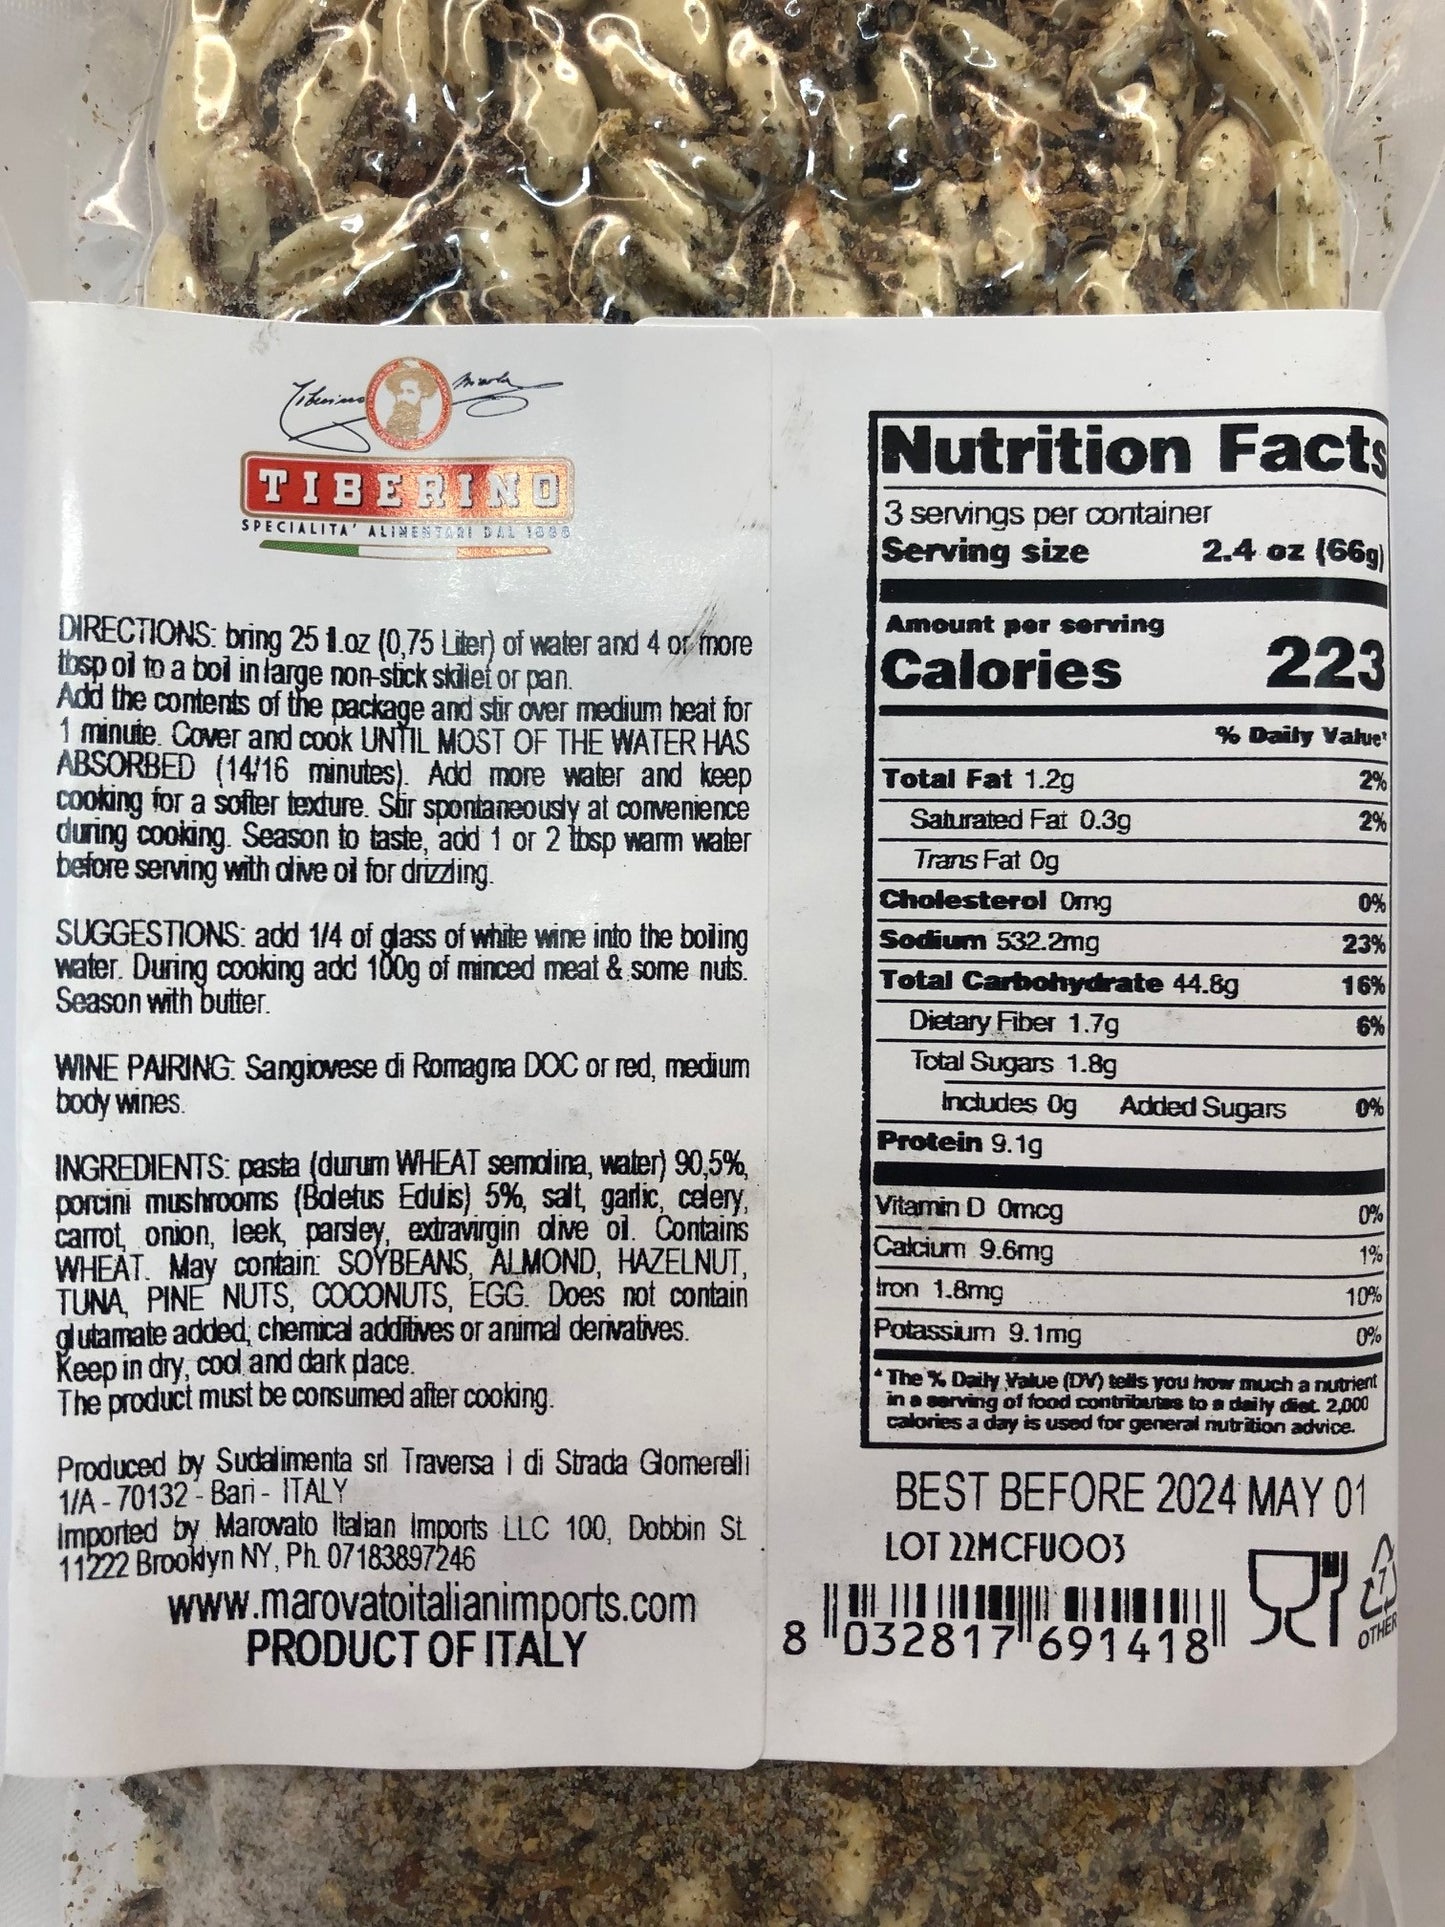 Tiberino Nicola
TIBERINO
SPECIALITA' ALIMENTARI DAL 1888
DIRECTIONS: bring 25 fl.oz (0,75 Liter) of water and 4 or more
tbsp oil to a boil in large non-stick skillet or pan.
Add the contents of the package and stir over medium heat for
1 minute. Cover and cook UNTIL MOST OF THE WATER HAS
ABSORBED (14/16 minutes). Add more water and keep
cooking for a softer texture. Stir spontaneously at convenience
during cooking. Season to taste, add 1 or 2 tbsp warm water
before serving with olive oil for drizzling.
SUGGESTIONS: add 1/4 of glass of white wine into the boiling
water. During cooking add 100g of minced meat & some nuts.
Season with butter.
WINE PAIRING: Sangiovese di Romagna DOC or red, medium
body wines.
INGREDIENTS: pasta (durum WHEAT semolina, water) 90,5%,
porcini mushrooms (Boletus Edulis) 5%, salt, garlic, celery,
carrot, onion, leek, parsley, extravirgin olive oil. Contains
WHEAT. May contain: SOYBEANS, ALMOND, HAZELNUT,
TUNA, PINE NUTS, COCONUTS, EGG. Does not contain
glutamate added, chemical additives or animal derivatives.
Keep in dry, cool and dark place.
The product must be consumed after cooking.
Produced by Sudalimenta srl Traversa I di Strada Glomerelli
1/A - 70132 - Bari - ITALY
Imported by Marovato Italian Imports LLC 100, Dobbin St.
11222 Brooklyn NY, Ph. 07183897246
www.marovatoitalianimports.com
PRODUCT OF ITALY
Nutrition Facts
3 servings per container
Serving size 2.4 oz (66g)
Amount per serving
Calories 223
% Daily Value*
Total Fat 1.2g 2%
Saturated Fat 0.3g 2%
Trans Fat 0g
Cholesterol 0mg 0%
Sodium 532.2mg 23%
Total Carbohydrate 44.8g 16%
Dietary Fiber 1.7g 6%
Total Sugars 1.8g
Includes 0g Added Sugars 0%
Protein 9.1g
Vitamin D 0mcg 0%
Calcium 9.6mg 1%
Iron 1.8mg 10%
Potassium 9.1mg 0%
* The % Daily Value (DV) tells you how much a nutrient
in a serving of food contributes to a daily diet. 2,000
calories a day is used for general nutrition advice.
BEST BEFORE 2024 MAY 01
LOT 22MCFU003
8 032817 691418
7
OTHER